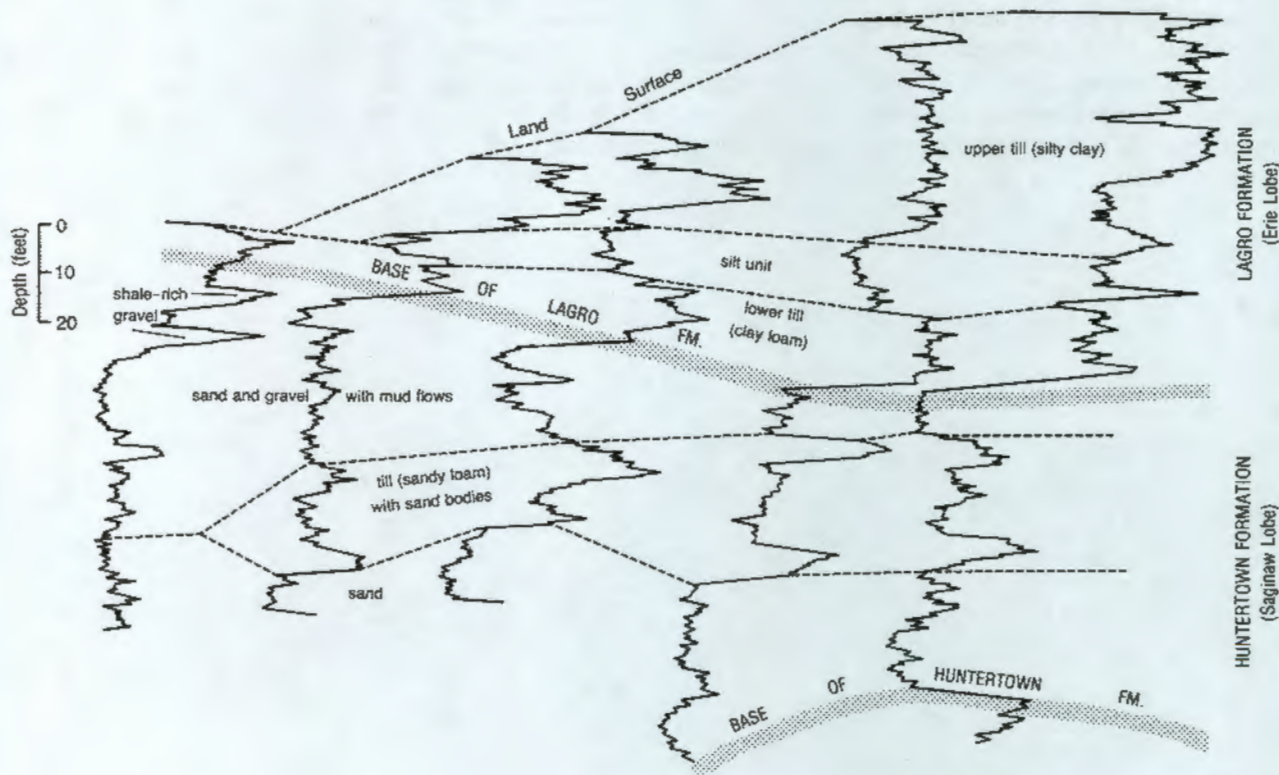 Surface
Land
upper till (silty clay)
LAGRO FORMATION
(Erie Lobe)
Depth (feet)
0
10
20
BASE OF LAGRO FM.
silt unit
shale-rich
gravel
lower till
(clay loam)
sand and gravel
with mud flows
till (sandy loam)
with sand bodies
sand
HUNTERTOWN FORMATION
(Saginaw Lobe)
BASE OF HUNTERTOWN FM.